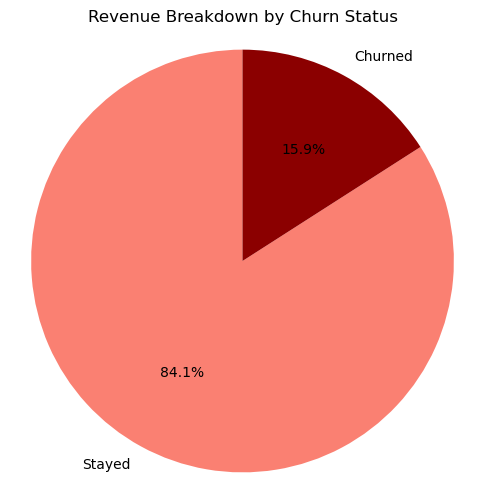 Revenue Breakdown by Churn Status
Churned
15.9%
84.1%
Stayed